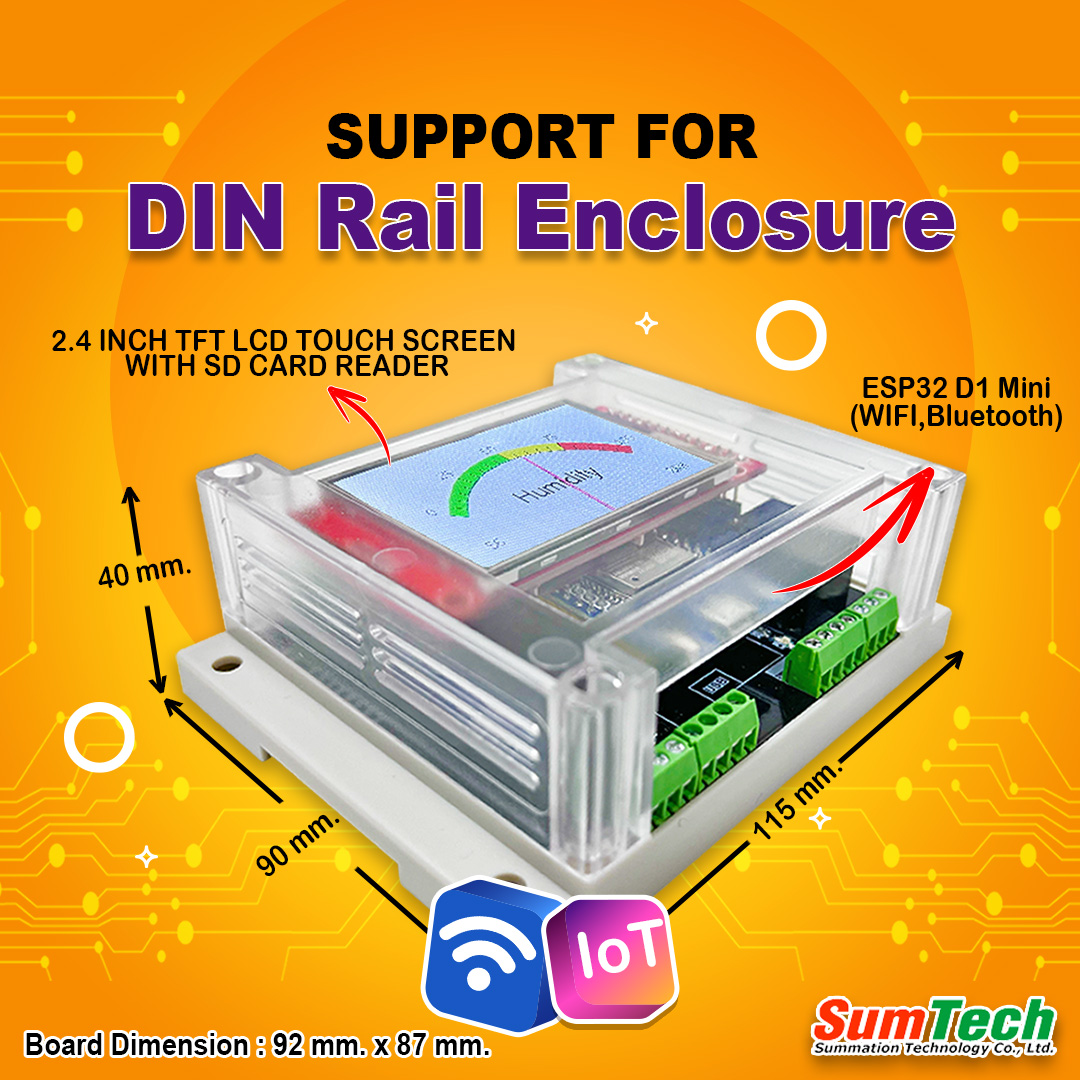 SUPPORT FOR
DIN Rail Enclosure
2.4 INCH TFT LCD TOUCH SCREEN
WITH SD CARD READER
ESP32 D1 Mini
(WIFI,Bluetooth)
Humidity
40 mm.
90 mm.
115 mm.
IoT
Board Dimension : 92 mm. x 87 mm.
SumTech
Summation Technology Co., Ltd.